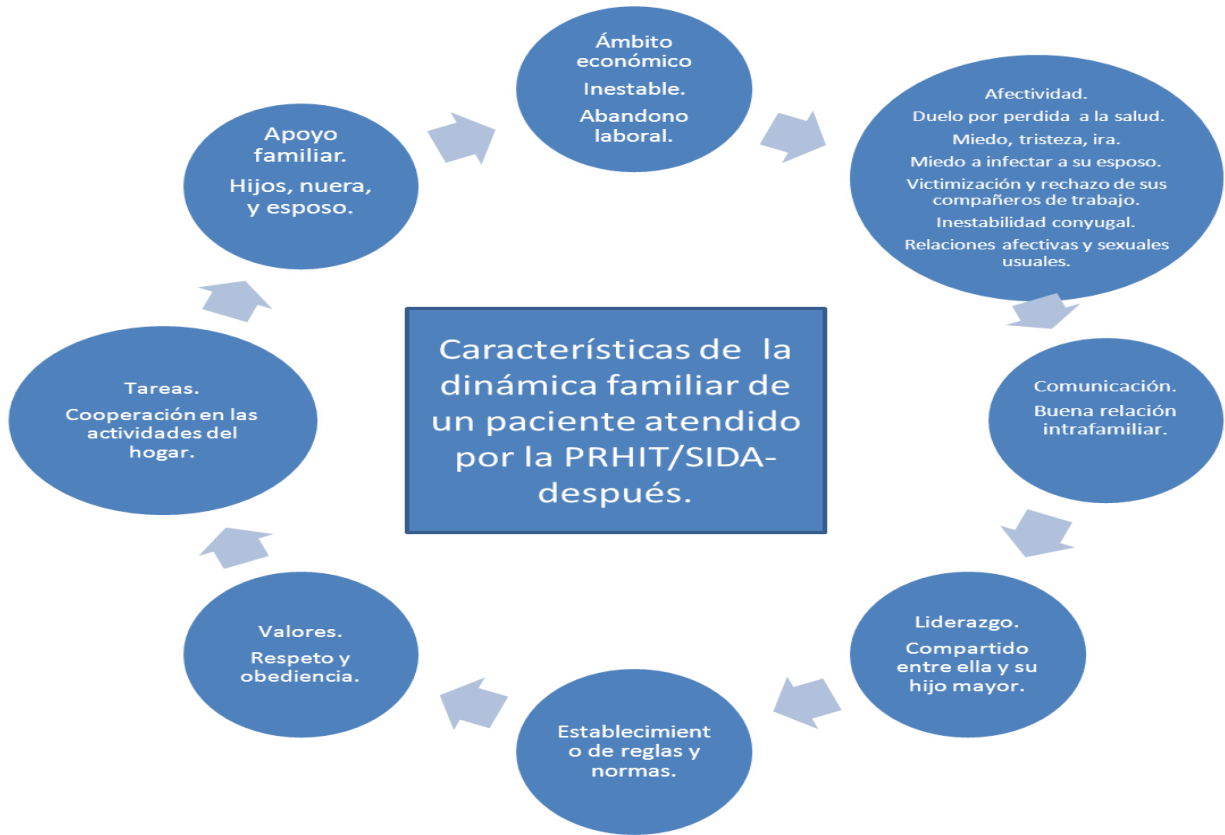 Ámbito
económico
Inestable.
Abandono
laboral.
Afectividad.
Duelo por perdida a la salud.
Miedo, tristeza, ira.
Miedo a infectar a su esposo.
Victimización y rechazo de sus
compañeros de trabajo.
Inestabilidad conyugal.
Relaciones afectivas y sexuales
usuales.
Comunicación.
Buena relación
intrafamiliar.
Liderazgo.
Compartido
entre ella y su
hijo mayor.
Establecimient
o de reglas y
normas.
Valores.
Respeto y
obediencia.
Tareas.
Cooperación en las
actividades del
hogar.
Apoyo
familiar.
Hijos, nuera,
y esposo.
Características de la
dinámica familiar de
un paciente atendido
por la PRHIT/SIDA-
después.